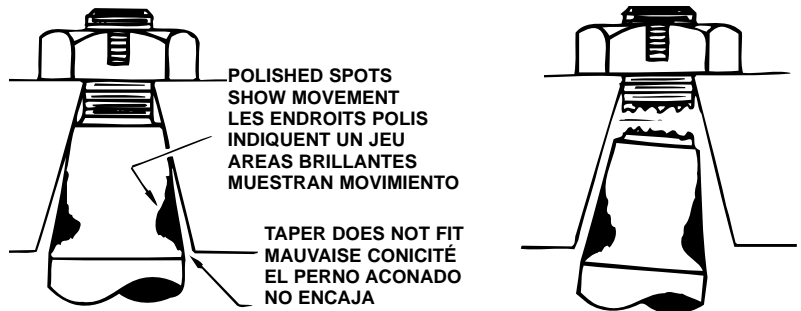 POLISHED SPOTS
SHOW MOVEMENT
LES ENDROITS POLIS
INDIQUENT UN JEU
AREAS BRILLANTES
MUESTRAN MOVIMIENTO
TAPER DOES NOT FIT
MAUVAISE CONICITÉ
EL PERNO ACONADO
NO ENCAJA